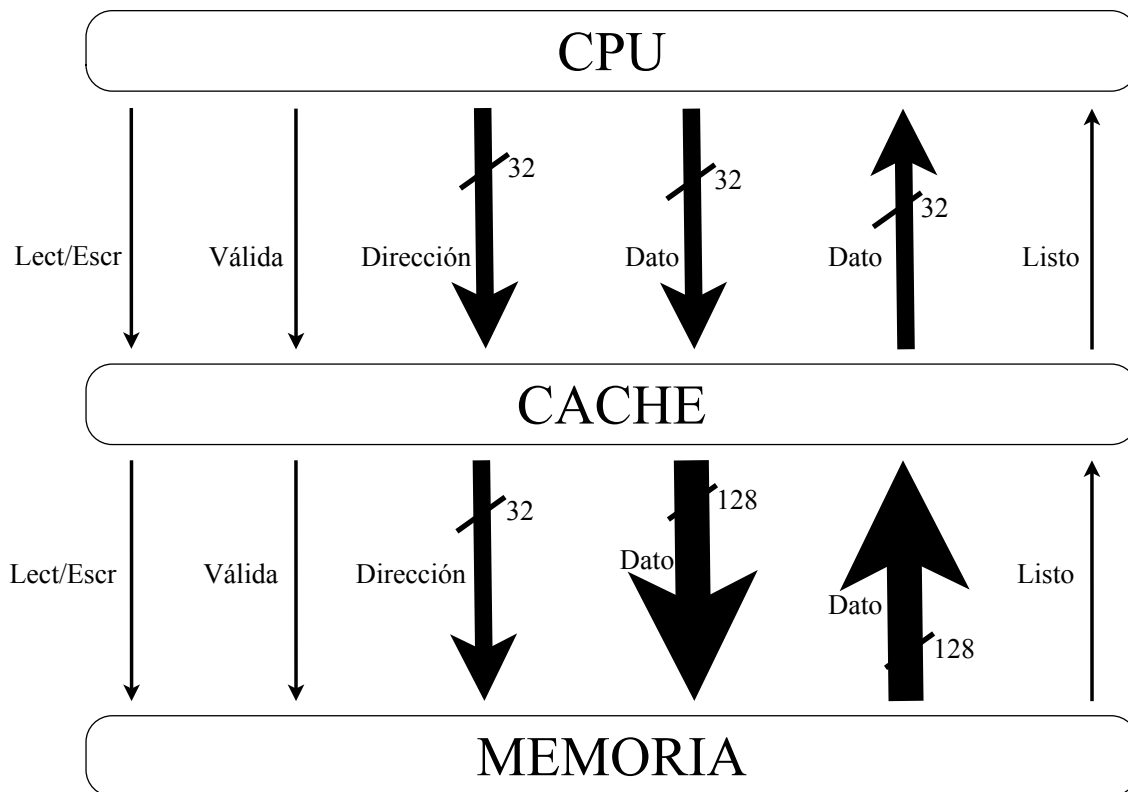 CPU
32
32
32
Lect/Escr
Válida
Dirección
Dato
Dato
Listo
CACHE
32
128
Lect/Escr
Válida
Dirección
Dato
Dato
Listo
128
MEMORIA